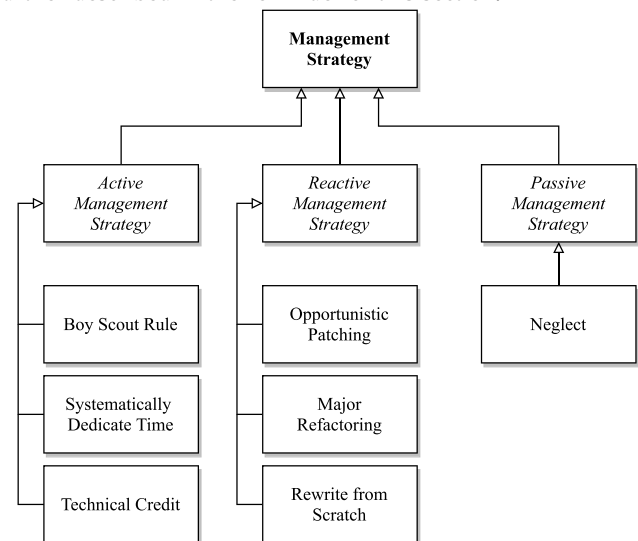 Management
Strategy
Active
Management
Strategy
Reactive
Management
Strategy
Passive
Management
Strategy
Boy Scout Rule
Opportunistic
Patching
Neglect
Systematically
Dedicate Time
Major
Refactoring
Technical Credit
Rewrite from
Scratch